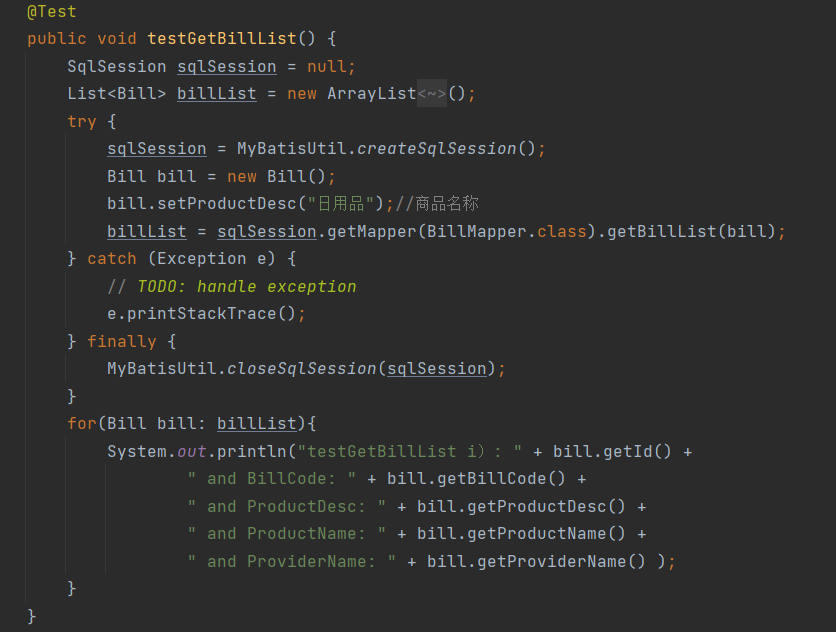 @Test
public void testGetBillList() {
SqlSession sqlSession = null;
List<Bill> billList = new ArrayList<~>();
try {
sqlSession = MyBatisUtil.createSqlSession();
Bill bill = new Bill();
bill.setProductDesc("日用品");//商品名称
billList = sqlSession.getMapper(BillMapper.class).getBillList(bill);
} catch (Exception e) {
// TODO: handle exception
e.printStackTrace();
} finally {
MyBatisUtil.closeSqlSession(sqlSession);
}
for(Bill bill: billList){
System.out.println("testGetBillList i）: " + bill.getId() +
" and BillCode: " + bill.getBillCode() +
" and ProductDesc: " + bill.getProductDesc() +
" and ProductName: " + bill.getProductName() +
" and ProviderName: " + bill.getProviderName() );
}
}